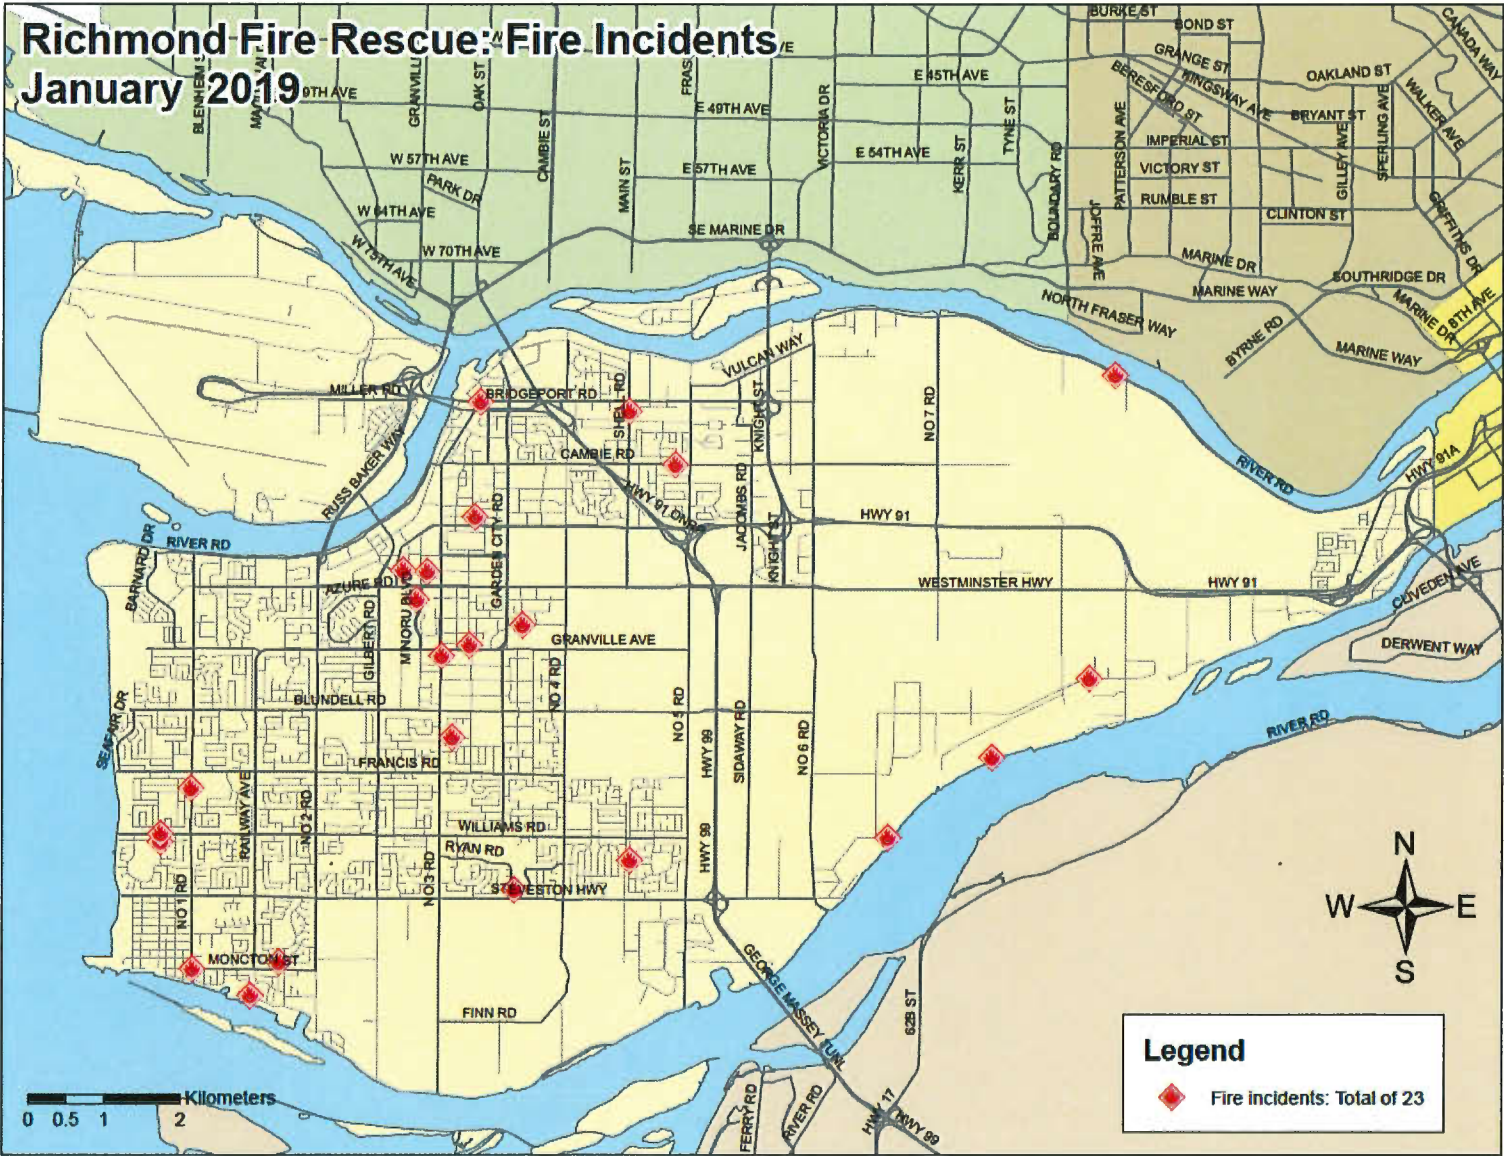 Richmond Fire Rescue: Fire Incidents
January 2019
BURKE ST
BOND ST
CANADA WAY
GRANGE ST
OAKLAND ST
BERESFORD ST
KINGSWAY AVE
WALKER AVE
BRYANT ST
E 45TH AVE
9TH AVE
E 49TH AVE
OAK ST
CAMBIE ST
MAIN ST
VICTORIA DR
TYNE ST
KERR ST
BOUNDARY RD
PATTERSON AVE
IMPERIAL ST
GILLEY AVE
SPERLING AVE
W 57TH AVE
E 57TH AVE
E 54TH AVE
VICTORY ST
PARK DR
RUMBLE ST
CLINTON ST
GRIFFITHS DR
W 64TH AVE
JOFFRE AVE
SE MARINE DR
W 70TH AVE
W 75TH AVE
MARINE DR
SOUTHRIDGE DR
MARINE WAY
MARINE DR
8TH AVE
NORTH FRASER WAY
BYRNE RD
MARINE WAY
VULCAN WAY
MILLER RD
BRIDGEPORT RD
SHELL RD
KNIGHT ST
NO 7 RD
CAMBIE RD
RUSS BAKER WAY
HWY 91A
RIVER RD
GARDEN CITY RD
JACOMBS RD
HWY 91
KNIGHT ST
RIVER RD
BARNARD DR
AZURE RD
WESTMINSTER HWY
HWY 91
CLIVEDEN AVE
GILBERT RD
MINORU BLVD
GRANVILLE AVE
DERWENT WAY
NO 4 RD
BLUNDELL RD
SEAFAIR DR
NO 5 RD
SIDAWAY RD
NO 6 RD
HWY 99
RIVER RD
FRANCIS RD
RAILWAY AVE
NO 2 RD
WILLIAMS RD
RYAN RD
HWY 99
NO 3 RD
STEVESTON HWY
NO 1 RD
N
W
E
S
MONCTON ST
GEORGE MASSEY TUNL
62B ST
FINN RD
Legend
Fire incidents: Total of 23
Kilometers
0 0.5 1 2
FERRY RD
RIVER RD
HWY 17
HWY 99